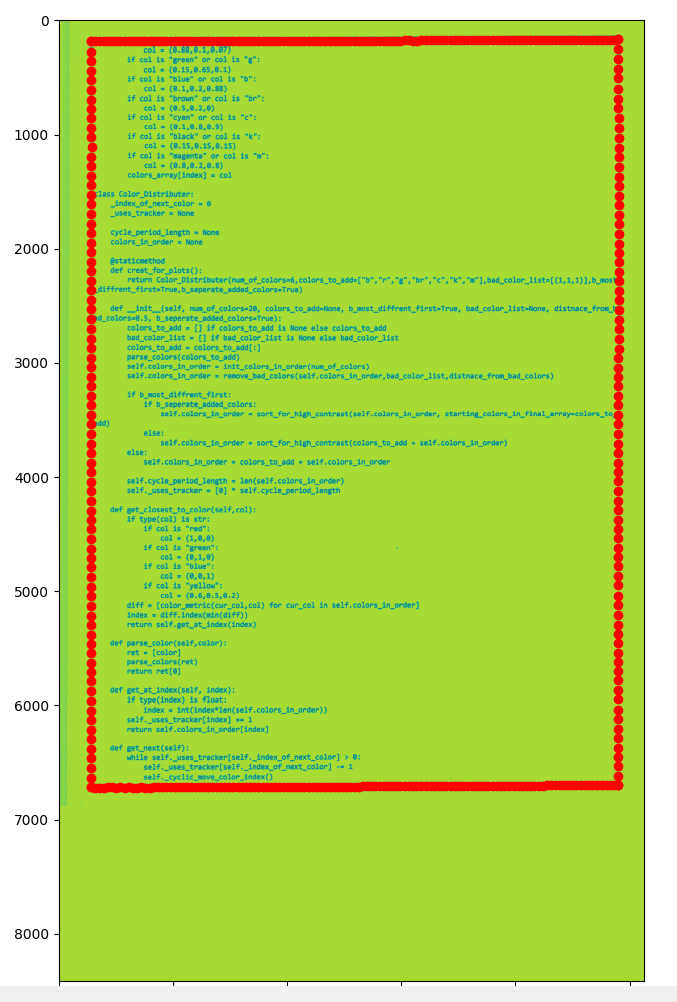 0
1000
2000
3000
4000
5000
6000
7000
8000
col = (0.88,0.1,0.07)
if col is "green" or col is "g":
col = (0.15,0.65,0.1)
if col is "blue" or col is "b":
col = (0.1,0.2,0.88)
if col is "brown" or col is "br":
col = (0.5,0.2,0)
if col is "cyan" or col is "c":
col = (0.1,0.8,0.9)
if col is "black" or col is "k":
col = (0.15,0.15,0.15)
if col is "magenta" or col is "m":
col = (0.8,0.2,0.8)
colors_array[index] = col
class Color_Distributer:
_index_of_next_color = 0
_uses_tracker = None
cycle_period_length = None
colors_in_order = None
@staticmethod
def creat_for_plots():
return Color_Distributer(num_of_colors=6,colors_to_add=["b","r","g","br","c","k","m"],bad_color_list=[(1,1,1)],b_most
_diffrent_first=True,b_seperate_added_colors=True)
def __init__(self, num_of_colors=20, colors_to_add=None, b_most_diffrent_first=True, bad_color_list=None, distnace_from_b
ad_colors=0.5, b_seperate_added_colors=True):
colors_to_add = [] if colors_to_add is None else colors_to_add
bad_color_list = [] if bad_color_list is None else bad_color_list
colors_to_add = colors_to_add[:]
parse_colors(colors_to_add)
self.colors_in_order = init_colors_in_order(num_of_colors)
self.colors_in_order = remove_bad_colors(self.colors_in_order,bad_color_list,distnace_from_bad_colors)
if b_most_diffrent_first:
if b_seperate_added_colors:
self.colors_in_order = sort_for_high_contrast(self.colors_in_order, starting_colors_in_final_array=colors_to_
add)
else:
self.colors_in_order = sort_for_high_contrast(colors_to_add + self.colors_in_order)
else:
self.colors_in_order = colors_to_add + self.colors_in_order
self.cycle_period_length = len(self.colors_in_order)
self._uses_tracker = [0] * self.cycle_period_length
def get_closest_to_color(self,col):
if type(col) is str:
if col is "red":
col = (1,0,0)
if col is "green":
col = (0,1,0)
if col is "blue":
col = (0,0,1)
if col is "yellow":
col = (0.6,0.5,0.2)
diff = [color_metric(cur_col,col) for cur_col in self.colors_in_order]
index = diff.index(min(diff))
return self.get_at_index(index)
def parse_color(self,color):
ret = [color]
parse_colors(ret)
return ret[0]
def get_at_index(self, index):
if type(index) is float:
index = int(index*len(self.colors_in_order))
self._uses_tracker[index] += 1
return self.colors_in_order[index]
def get_next(self):
while self._uses_tracker[self._index_of_next_color] > 0:
self._uses_tracker[self._index_of_next_color] -= 1
self._cyclic_move_color_index()